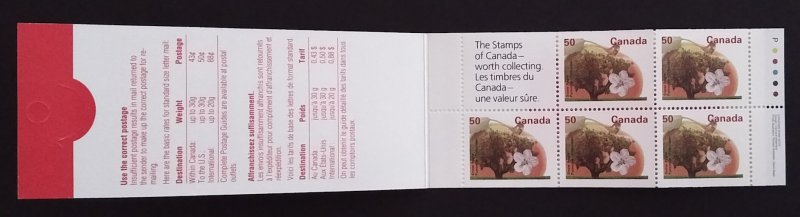 Use the correct postage
Insufficient postage results in mail returned to
the sender to make up the correct postage for re-
mailing.
Here are the basic rates for standard size letter mail:
Destination Weight Postage
Within Canada: up to 30g 43¢
To the U.S. up to 30g 50¢
International: up to 20g 86¢
Complete Postage Guides are available at postal
outlets.
Affranchissez suffisamment.
Les envois insuffisamment affranchis sont retournés
à l'expéditeur pour complément d'affranchissement et
réexpédition.
Voici les tarifs de base des lettres de format standard.
Destination Poids Tarif
Au Canada jusqu'à 30 g 0,43 $
Aux États-Unis jusqu'à 30 g 0,50 $
International jusqu'à 20 g 0,86 $
On peut obtenir le guide détaillé des tarifs dans tous
les comptoirs postaux.
The Stamps
of Canada–
worth collecting.
Les timbres du
Canada–
une valeur sûre.
50 Canada
50 Canada
50 Canada
50 Canada
50 Canada
P